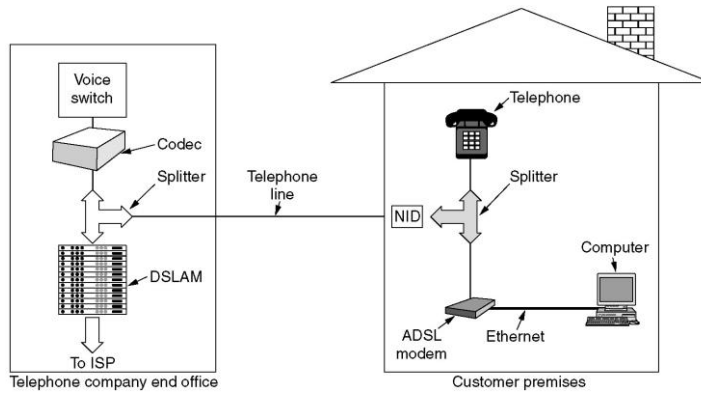 Voice
switch
Codec
Splitter
Telephone
line
DSLAM
To ISP
Telephone company end office
Telephone
Splitter
NID
Computer
ADSL
modem
Ethernet
Customer premises